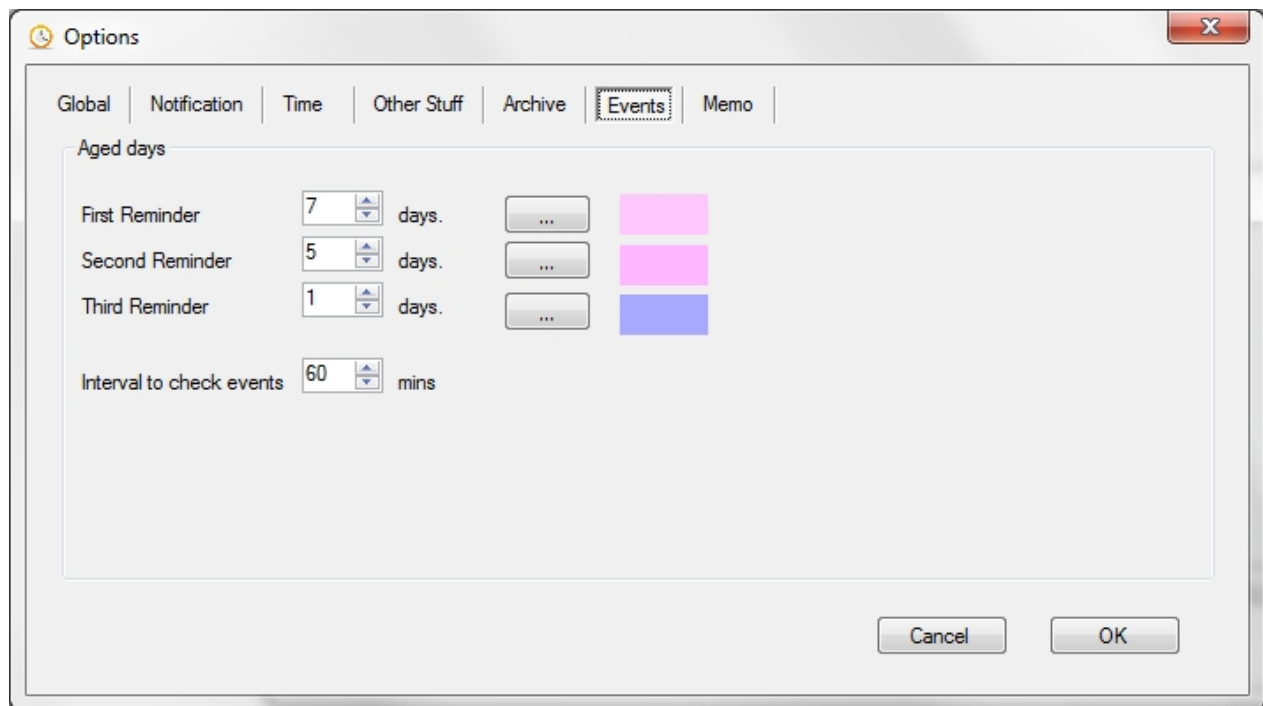 Options
X
Global Notification Time Other Stuff Archive Events Memo
Aged days
First Reminder 7 days. ...
Second Reminder 5 days. ...
Third Reminder 1 days. ...
Interval to check events 60 mins
Cancel OK